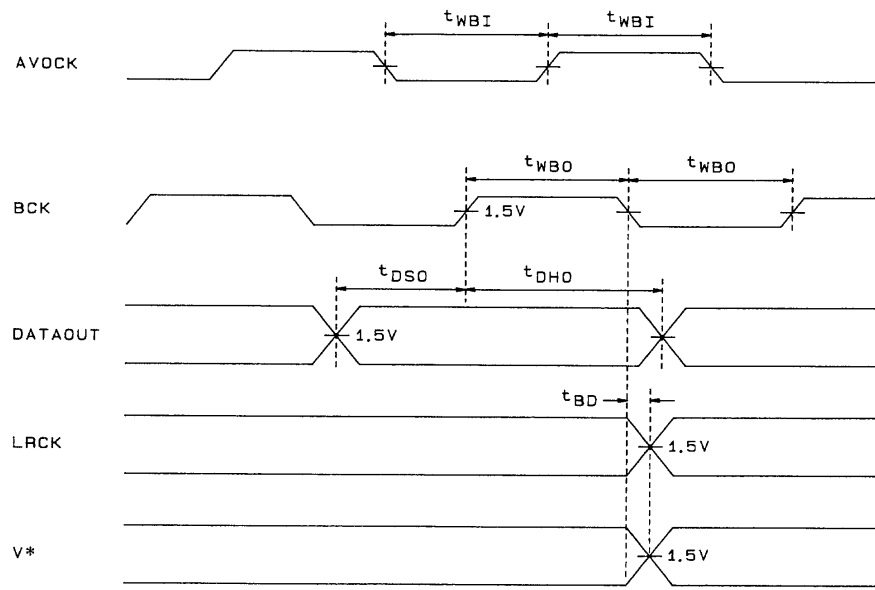 tWBI tWBI
AVOCK
tWBO tWBO
BCK 1.5V
tDSO tDHO
DATAOUT 1.5V
tBD
LRCK 1.5V
V* 1.5V